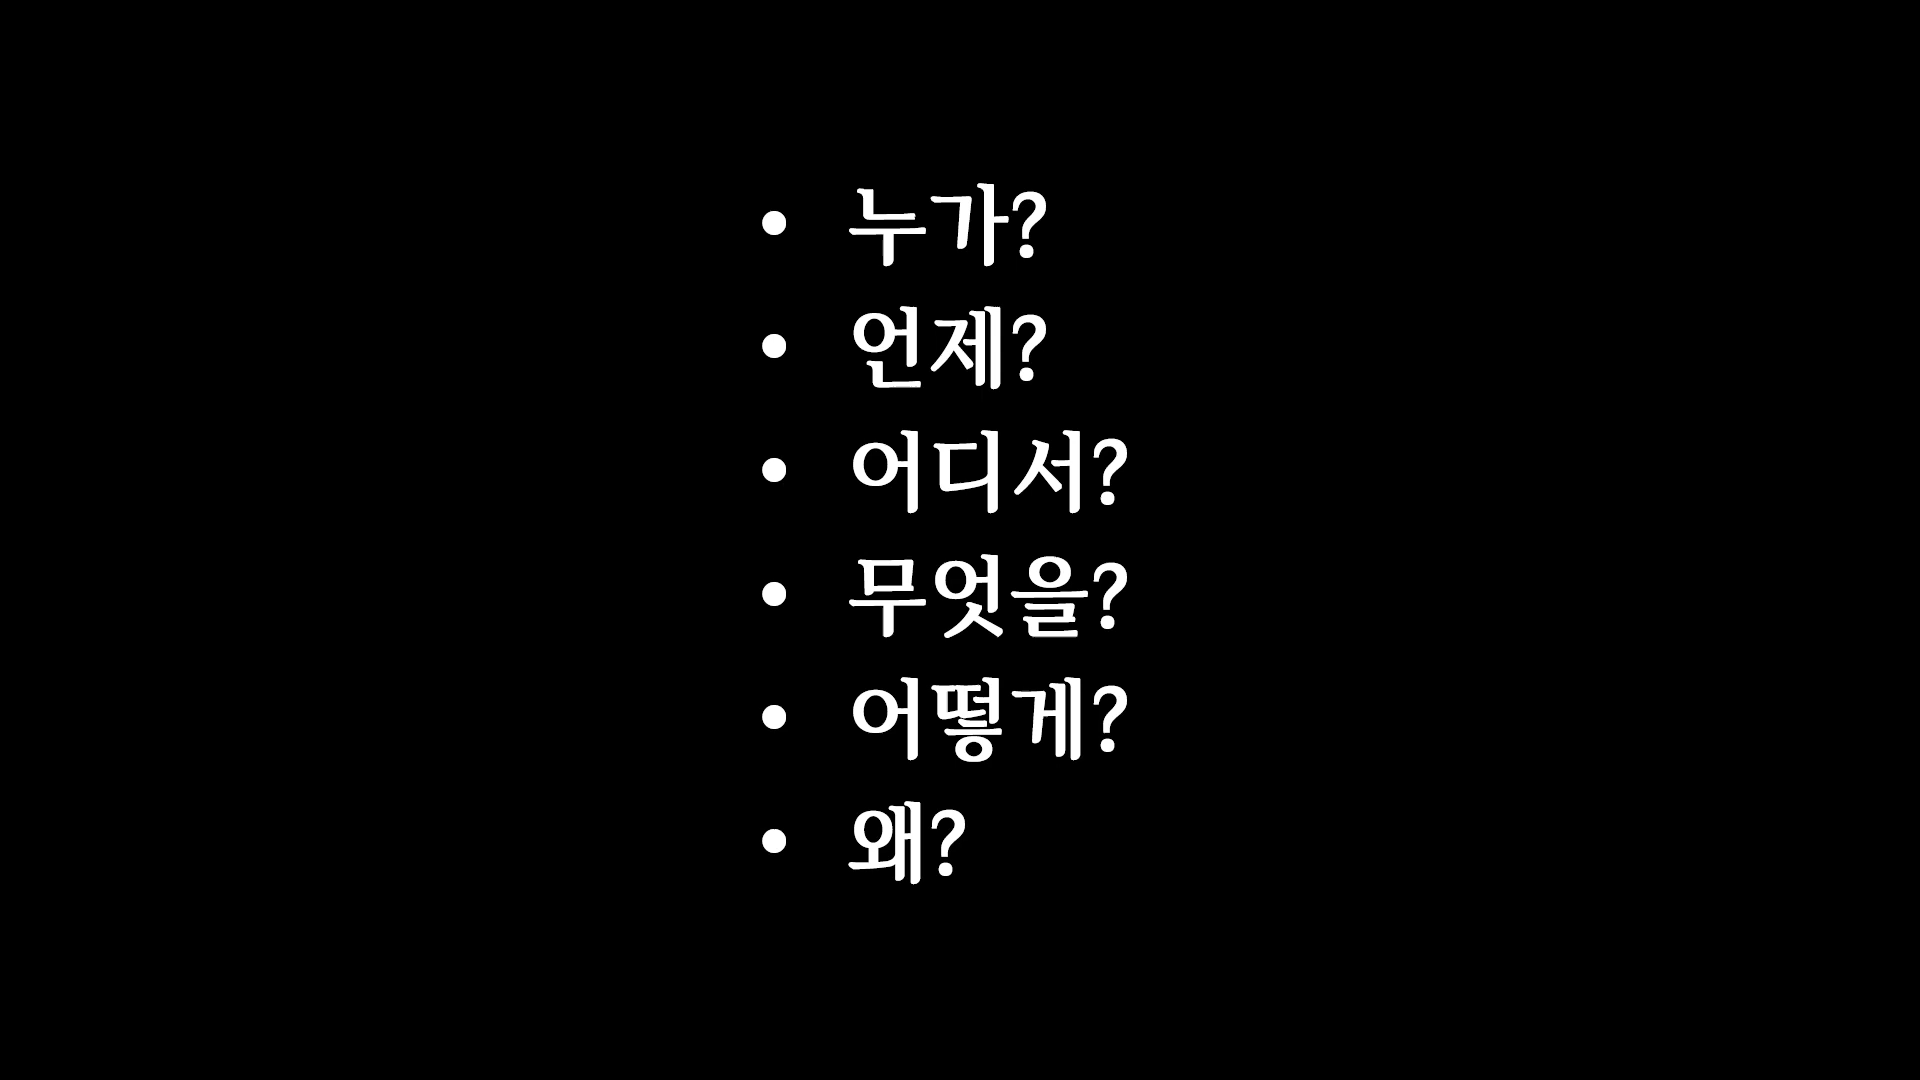 • 누가?
• 언제?
• 어디서?
• 무엇을?
• 어떻게?
• 왜?